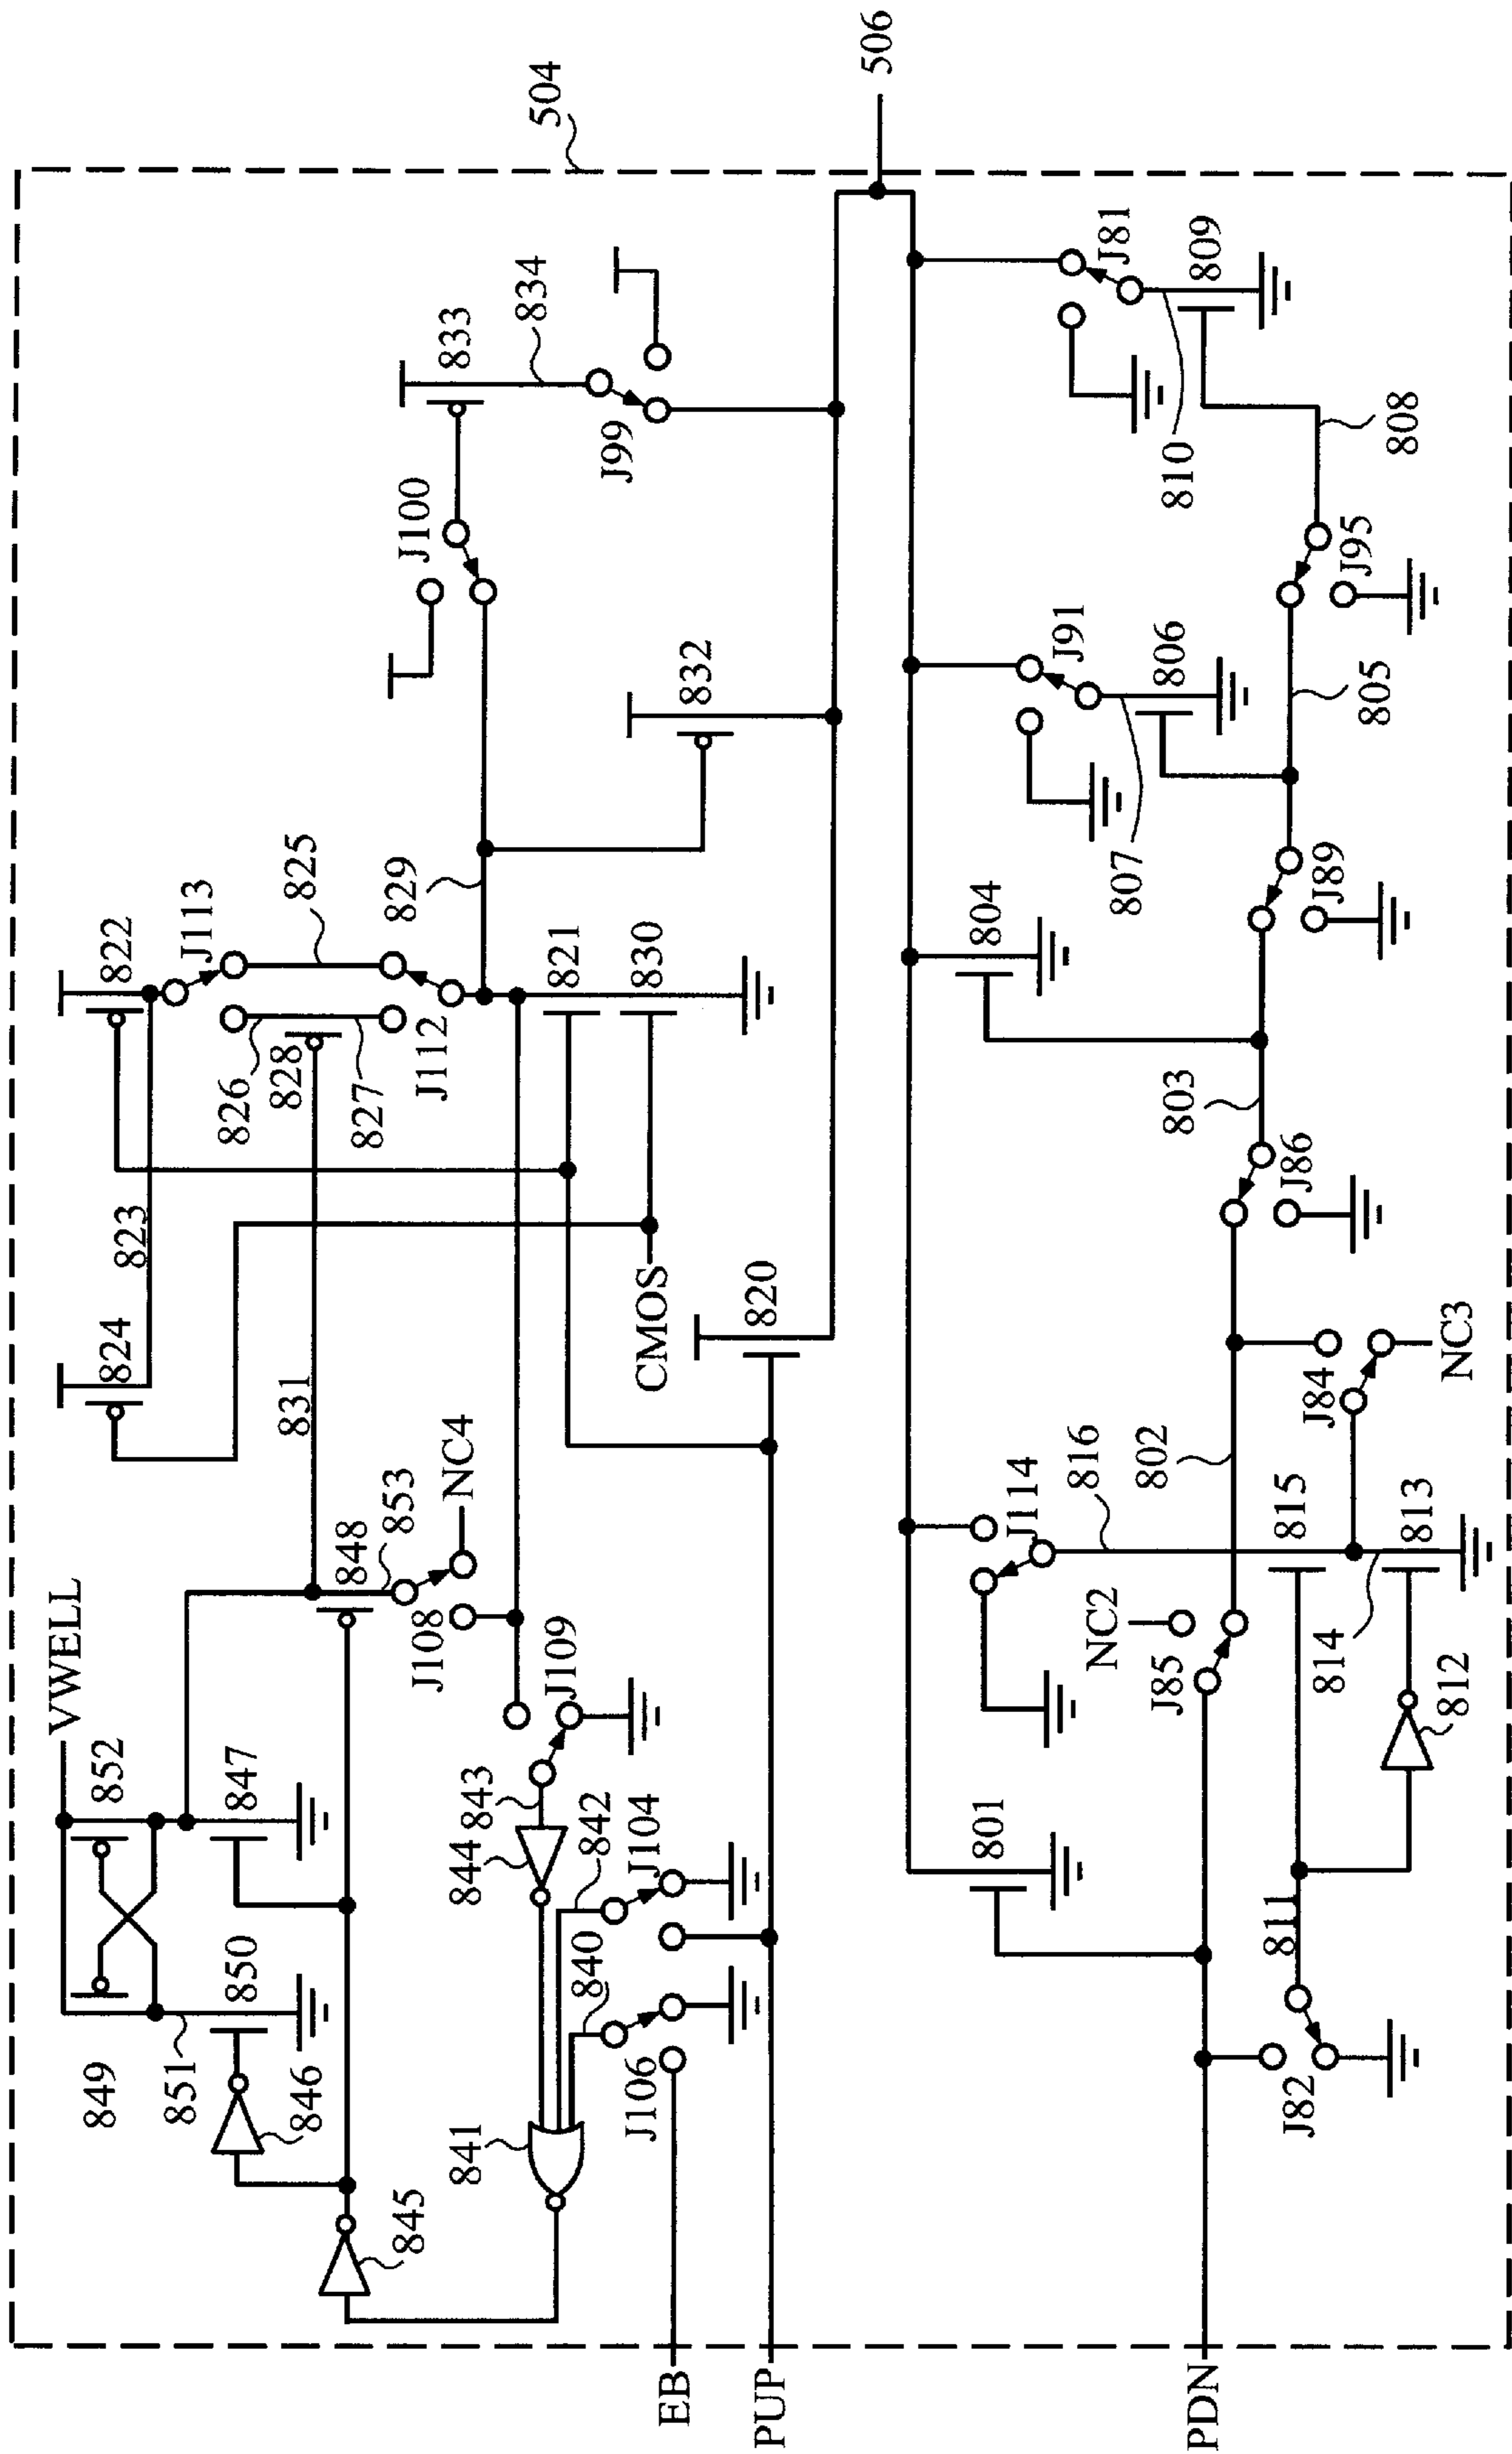 504
506
VWELL
849
852
851
850
847
846
845
831
848
853
J108
NC4
824
823
822
J113
825
826
828
827
J112
829
821
830
CMOS
J100
833
834
J99
832
820
J109
843
844
842
J104
840
841
J106
EB
PUP
801
J114
816
802
NC2
J85
815
J84
NC3
814
813
812
811
J82
PDN
803
J86
804
J89
807
J91
806
805
J95
810
J81
809
808